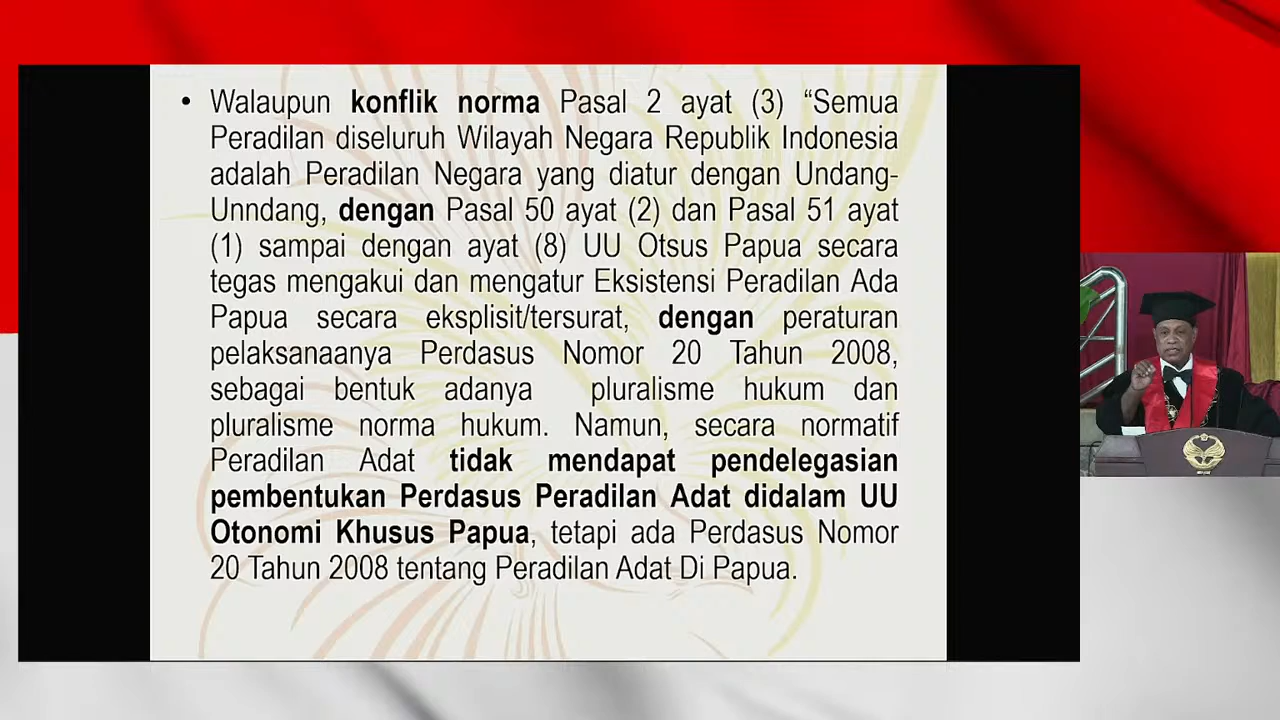 • Walaupun konflik norma Pasal 2 ayat (3) “Semua
Peradilan diseluruh Wilayah Negara Republik Indonesia
adalah Peradilan Negara yang diatur dengan Undang-
Unndang, dengan Pasal 50 ayat (2) dan Pasal 51 ayat
(1) sampai dengan ayat (8) UU Otsus Papua secara
tegas mengakui dan mengatur Eksistensi Peradilan Ada
Papua secara eksplisit/tersurat, dengan peraturan
pelaksanaanya Perdasus Nomor 20 Tahun 2008,
sebagai bentuk adanya pluralisme hukum dan
pluralisme norma hukum. Namun, secara normatif
Peradilan Adat tidak mendapat pendelegasian
pembentukan Perdasus Peradilan Adat didalam UU
Otonomi Khusus Papua, tetapi ada Perdasus Nomor
20 Tahun 2008 tentang Peradilan Adat Di Papua.